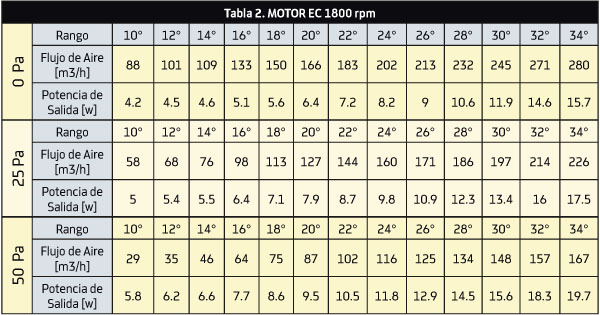 Tabla 2. MOTOR EC 1800 rpm
0 Pa
Rango 10° 12° 14° 16° 18° 20° 22° 24° 26° 28° 30° 32° 34°
Flujo de Aire
[m3/h] 88 101 109 133 150 166 183 202 213 232 245 271 280
Potencia de
Salida [w] 4.2 4.5 4.6 5.1 5.6 6.4 7.2 8.2 9 10.6 11.9 14.6 15.7
25 Pa
Rango 10° 12° 14° 16° 18° 20° 22° 24° 26° 28° 30° 32° 34°
Flujo de Aire
[m3/h] 58 68 76 98 113 127 144 160 171 186 197 214 226
Potencia de
Salida [w] 5 5.4 5.5 6.4 7.1 7.9 8.7 9.8 10.9 12.3 13.4 16 17.5
50 Pa
Rango 10° 12° 14° 16° 18° 20° 22° 24° 26° 28° 30° 32° 34°
Flujo de Aire
[m3/h] 29 35 46 64 75 87 102 116 125 134 148 157 167
Potencia de
Salida [w] 5.8 6.2 6.6 7.7 8.6 9.5 10.5 11.8 12.9 14.5 15.6 18.3 19.7